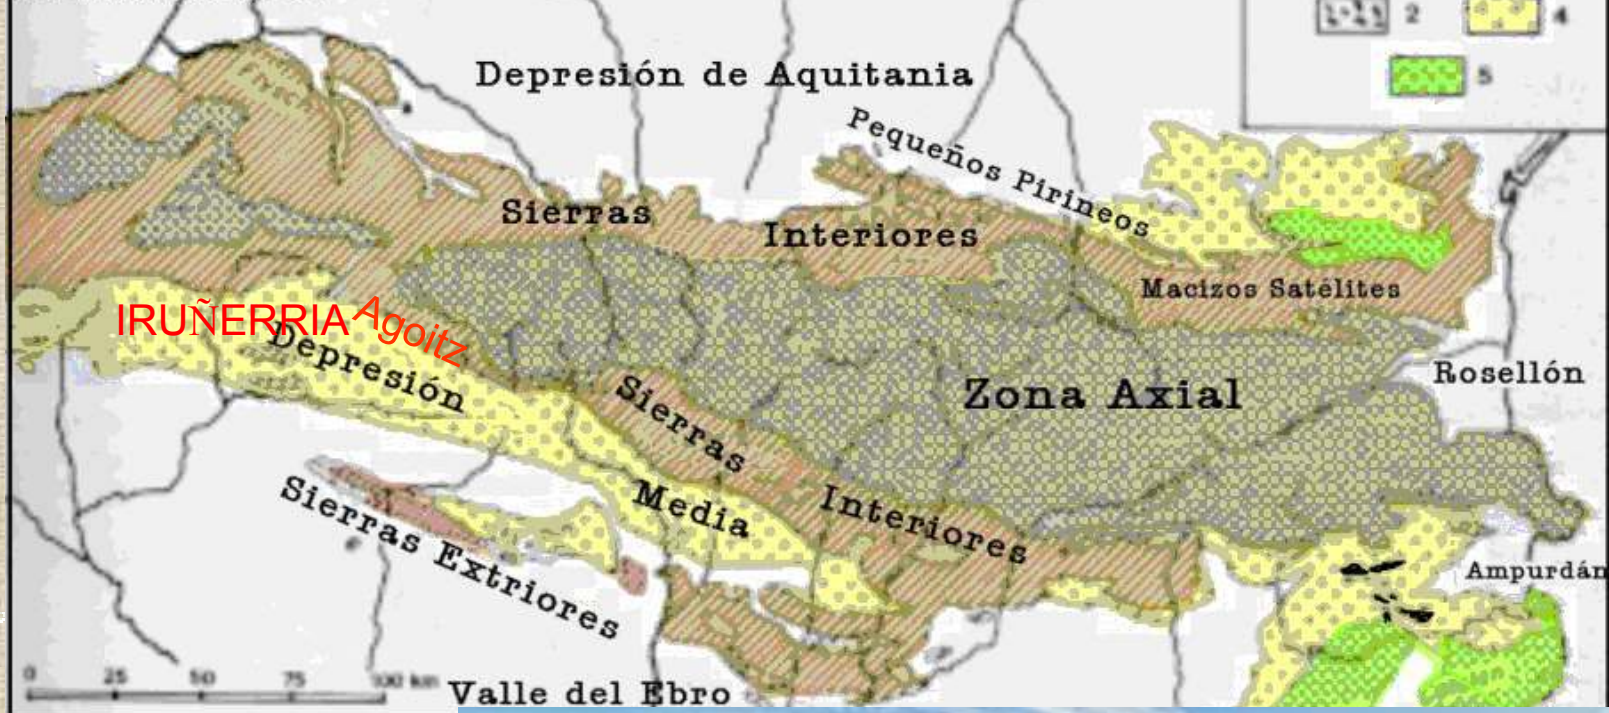 2
4
5
Depresión de Aquitania
Pequeños Pirineos
Flysch
Sierras
Interiores
Macizos Satélites
IRUÑERRIA
Agoitz
Depresión
Media
Sierras
Interiores
Zona Axial
Rosellón
Ampurdán
Sierras Extriores
Valle del Ebro
0 25 50 75 100 km